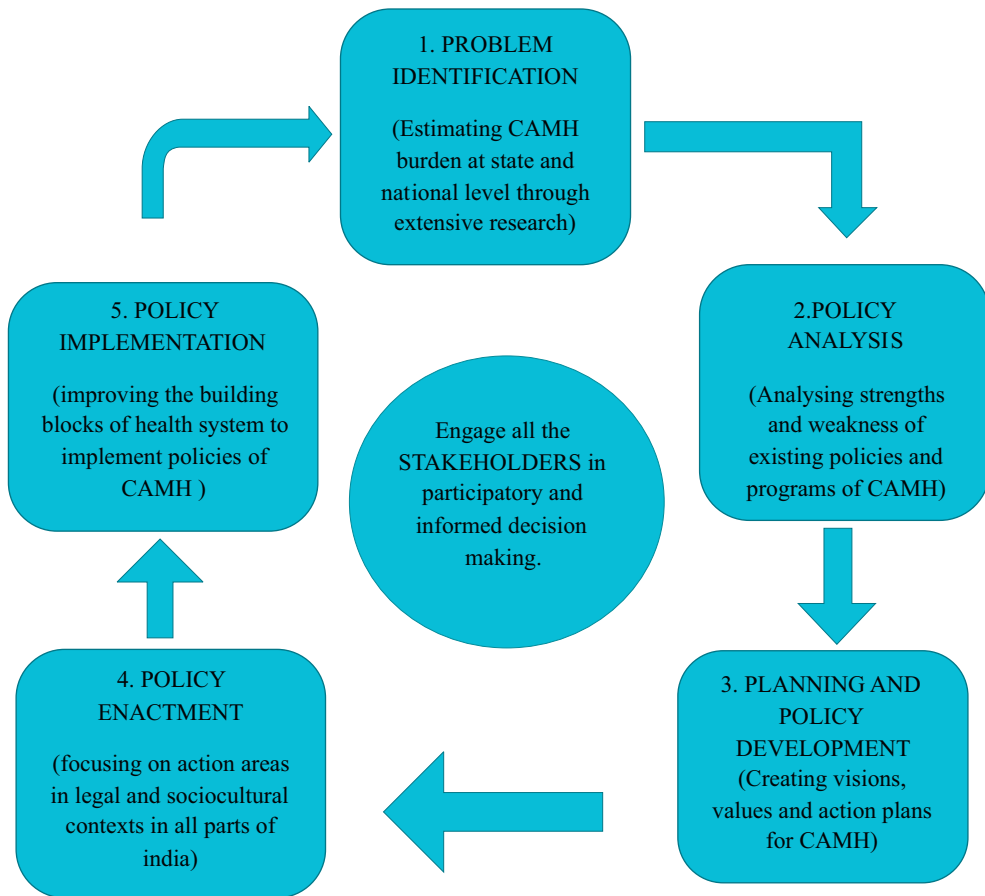 1. PROBLEM
IDENTIFICATION
(Estimating CAMH
burden at state and
national level through
extensive research)
2.POLICY
ANALYSIS
(Analysing strengths
and weakness of
existing policies and
programs of CAMH)
3. PLANNING AND
POLICY
DEVELOPMENT
(Creating visions,
values and action plans
for CAMH)
4. POLICY
ENACTMENT
(focusing on action areas
in legal and sociocultural
contexts in all parts of
india)
5. POLICY
IMPLEMENTATION
(improving the building
blocks of health system to
implement policies of
CAMH )
Engage all the
STAKEHOLDERS in
participatory and
informed decision
making.